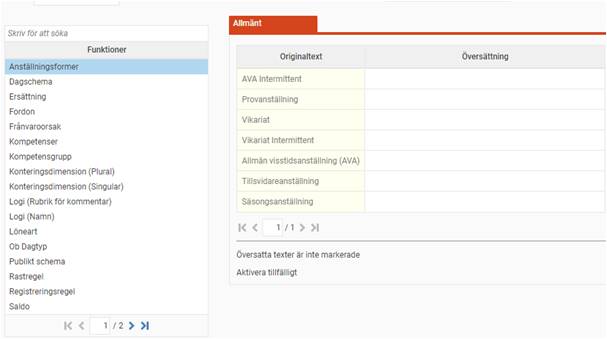 Skriv för att söka
Funktioner
Anställningsformer
Dagschema
Ersättning
Fordon
Frånvaroorsak
Kompetenser
Kompetensgrupp
Konteringsdimension (Plural)
Konteringsdimension (Singular)
Logi (Rubrik för kommentar)
Logi (Namn)
Löneart
Ob Dagtyp
Publikt schema
Rastregel
Registreringsregel
Saldo
1 / 2
Allmänt
Originaltext Översättning
AVA Intermittent
Provanställning
Vikariat
Vikariat Intermittent
Allmän visstidsanställning (AVA)
Tillsvidareanställning
Säsongsanställning
1 / 1
Översatta texter är inte markerade
Aktivera tillfälligt